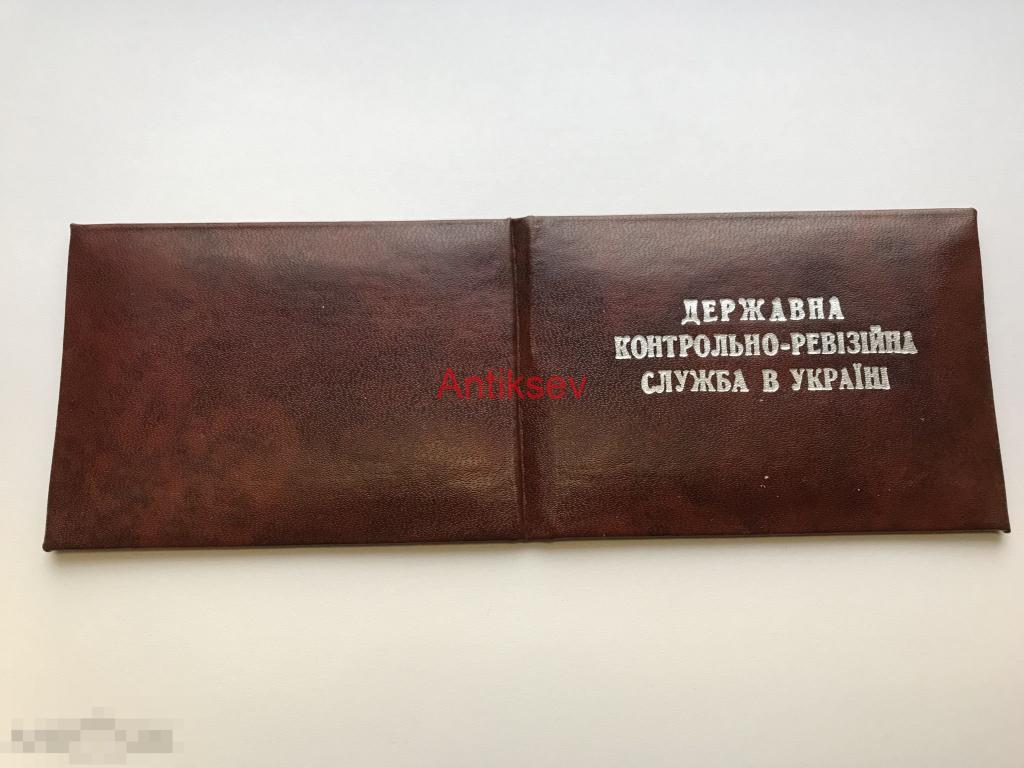 ДЕРЖАВНА
КОНТРОЛЬНО-РЕВІЗІЙНА
СЛУЖБА В УКРАЇНІ
Antiksev